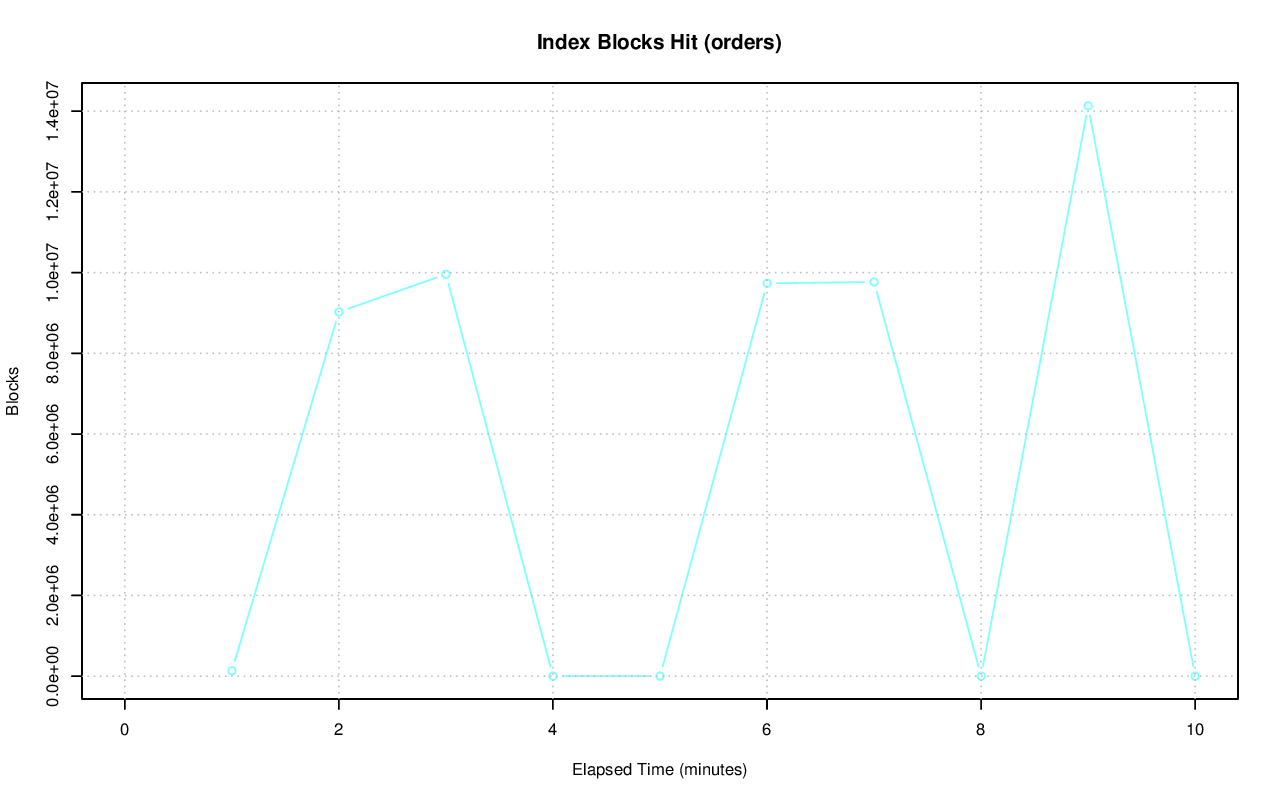 Index Blocks Hit (orders)
1.4e+07
1.2e+07
1.0e+07
8.0e+06
6.0e+06
4.0e+06
2.0e+06
0.0e+00
Blocks
0 2 4 6 8 10
Elapsed Time (minutes)